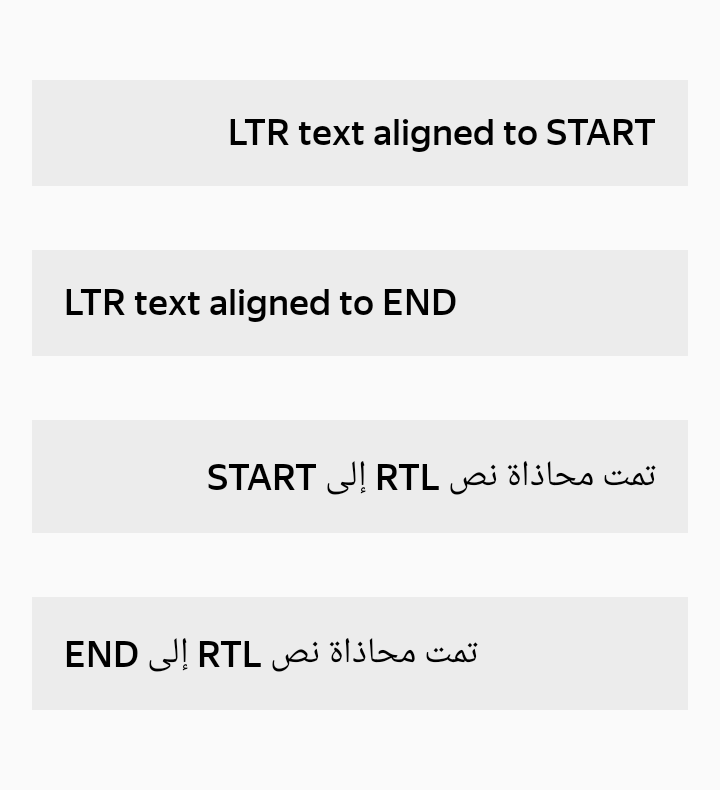 LTR text aligned to START
LTR text aligned to END
تمت محاذاة نص RTL إلى START
تمت محاذاة نص RTL إلى END